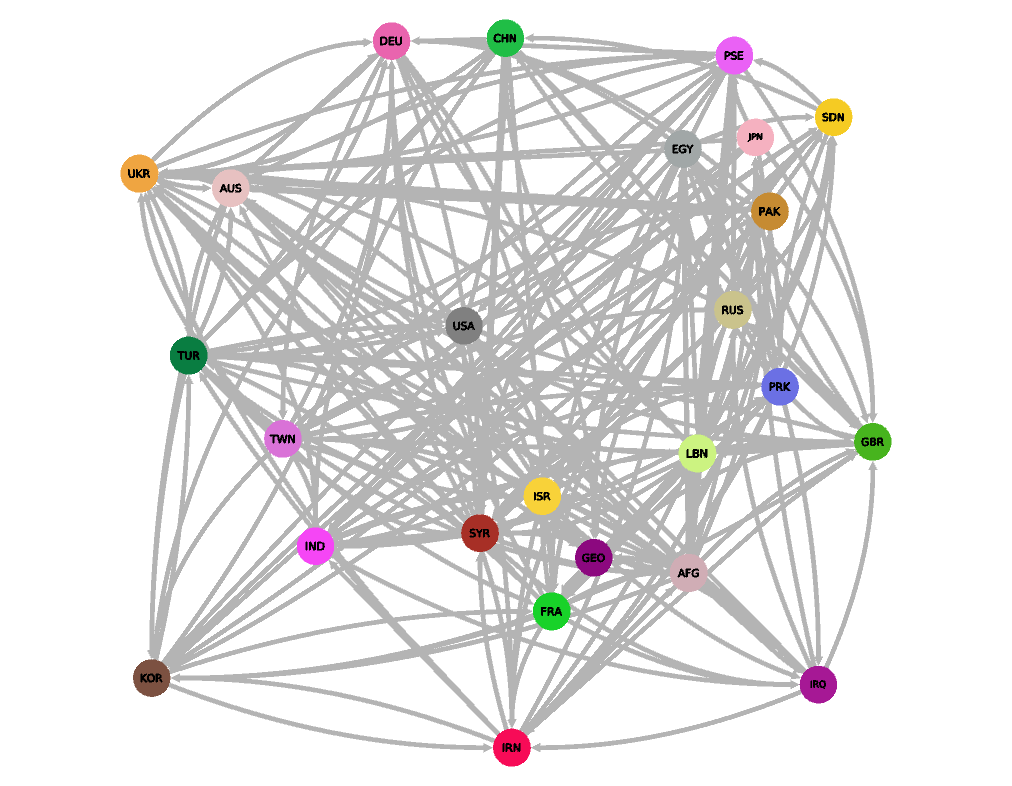 DEU
CHN
PSE
SDN
JPN
EGY
UKR
AUS
PAK
RUS
USA
TUR
PRK
TWN
GBR
LBN
ISR
SYR
IND
GEO
AFG
FRA
KOR
IRQ
IRN